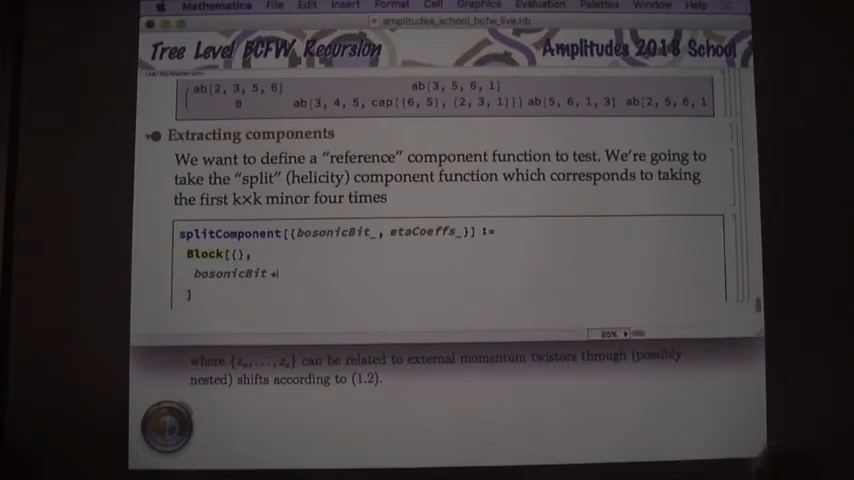 Mathematica File Edit Insert Format Cell Graphics Evaluation Palettes Window Help
amplitudes_school_bcfw_live.nb
Tree Level BCFW Recursion
Amplitudes 2018 School
ab[2, 3, 5, 6] ab[3, 5, 6, 1]
0 ab[3, 4, 5, cap[{6, 5}, {2, 3, 1}]] ab[5, 6, 1, 3] ab[2, 5, 6, 1
Extracting components
We want to define a “reference” component function to test. We're going to
take the “split” (helicity) component function which corresponds to taking
the first k×k minor four times
splitComponent[{bosonicBit_, etaCoeffs_}] :=
Block[{},
bosonicBit *
]
85%
can be related to external momentum twistors through (possibly
nested) shifts according to (1.2).